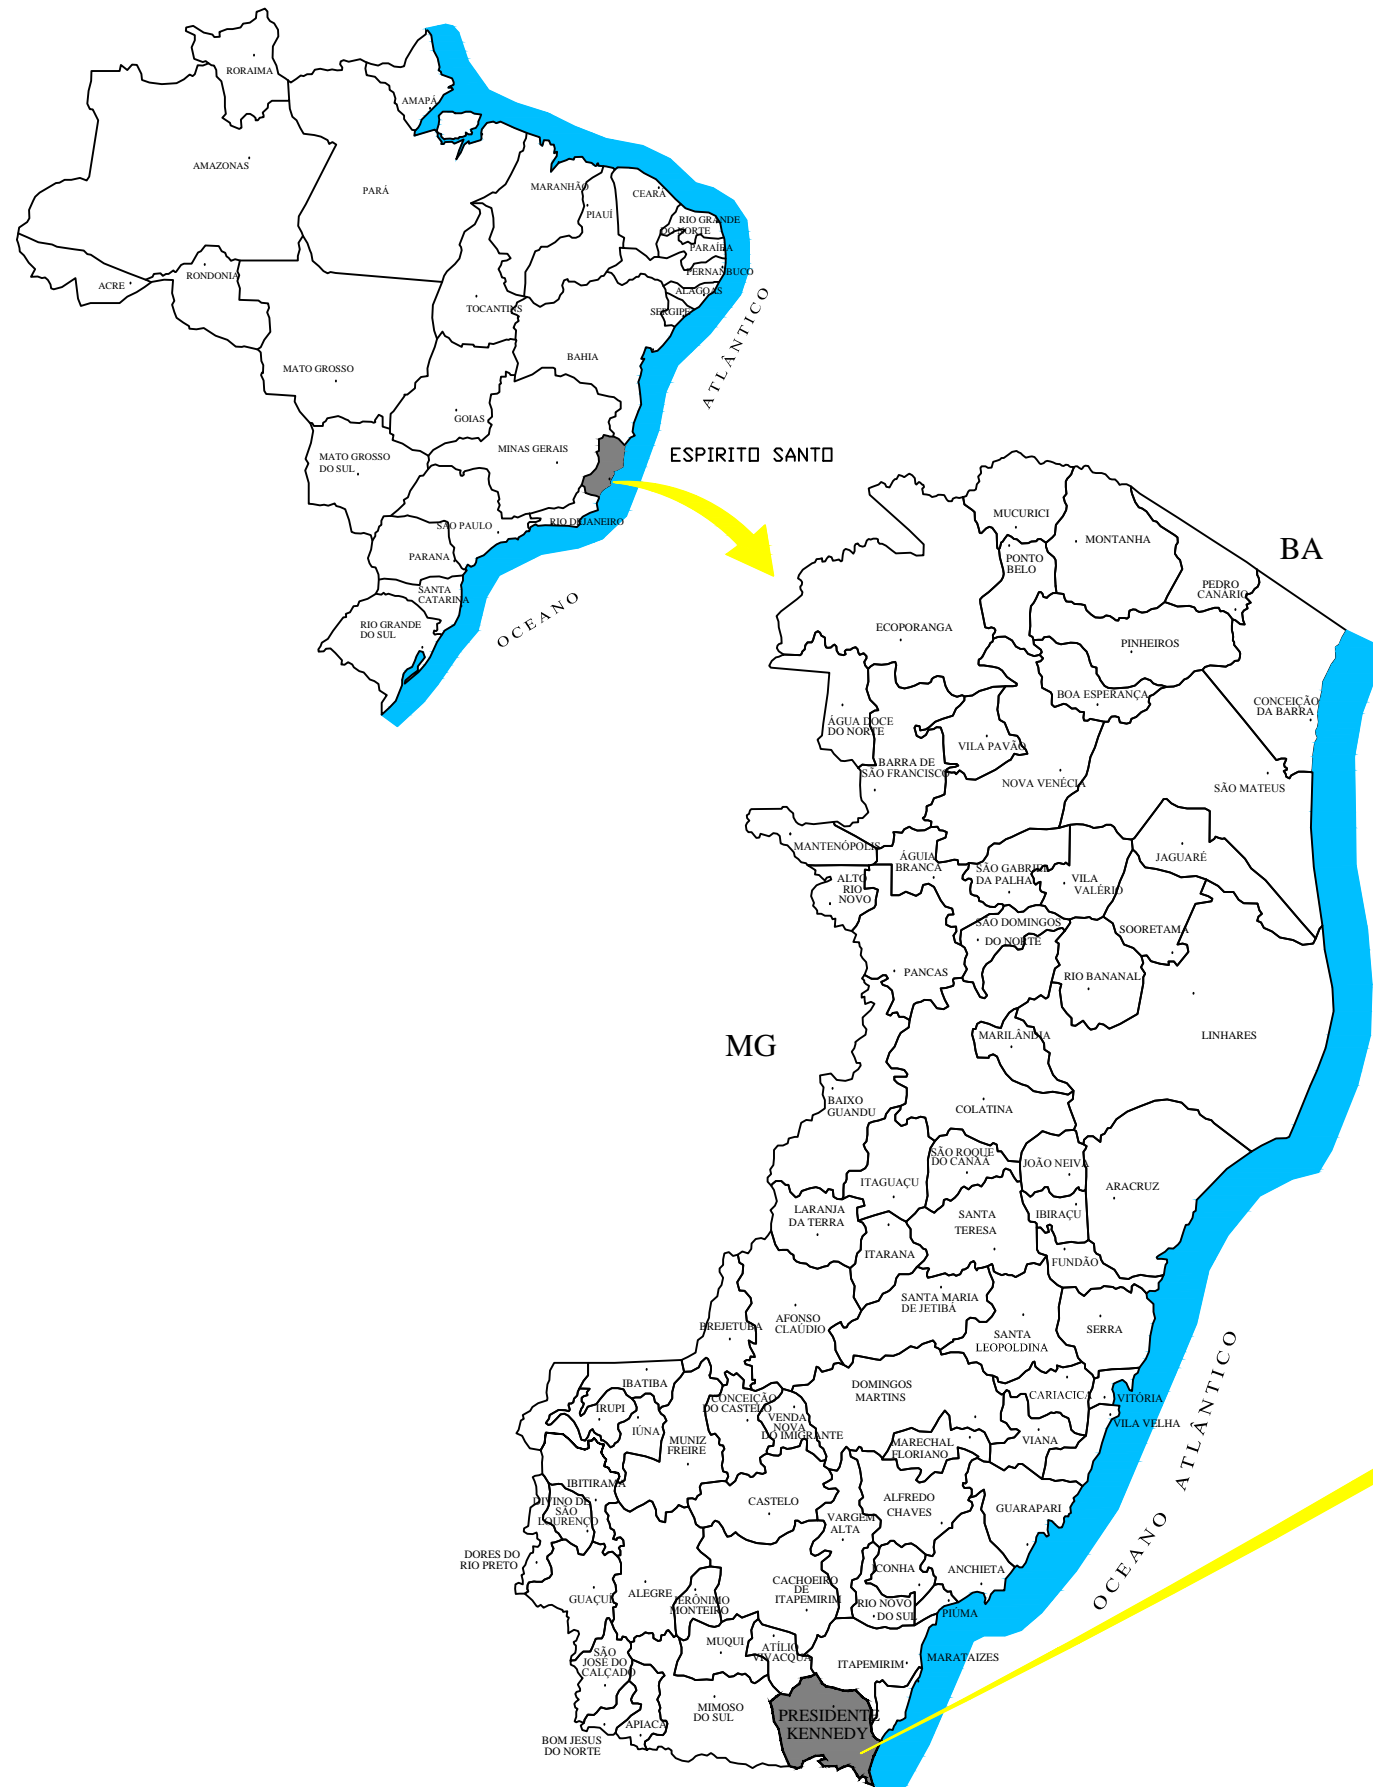 RORAIMA
AMAPÁ
AMAZONAS
PARÁ
MARANHÃO
PIAUÍ
CEARÁ
RIO GRANDE
DO NORTE
PARAÍBA
PERNANBUCO
ALAGOAS
SERGIPE
ACRE
RONDONIA
TOCANTINS
BAHIA
MATO GROSSO
GOIAS
MINAS GERAIS
MATO GROSSO
DO SUL
SAO PAULO
RIO DEJANEIRO
PARANA
SANTA
CATARINA
RIO GRANDE
DO SUL
OCEANO
ATLÂNTICO
ESPIRITO SANTO
BA
MG
MUCURICI
MONTANHA
PONTO
BELO
PEDRO
CANÁRIO
ECOPORANGA
PINHEIROS
BOA ESPERANÇA
CONCEIÇÃO
DA BARRA
ÁGUA DOCE
DO NORTE
VILA PAVÃO
BARRA DE
SÃO FRANCISCO
NOVA VENÉCIA
SÃO MATEUS
MANTENÓPOLIS
ÁGUIA
BRANCA
SÃO GABRIEL
DA PALHA
VILA
VALÉRIO
JAGUARÉ
ALTO
RIO
NOVO
SÃO DOMINGOS
DO NORTE
SOORETAMA
PANCAS
RIO BANANAL
MARILÂNDIA
LINHARES
BAIXO
GUANDU
COLATINA
SÃO ROQUE
DO CANAÃ
JOÃO NEIVA
ITAGUAÇU
ARACRUZ
LARANJA
DA TERRA
SANTA
TERESA
IBIRAÇU
ITARANA
FUNDÃO
SANTA MARIA
DE JETIBÁ
AFONSO
CLAÚDIO
BREJETUBA
SANTA
LEOPOLDINA
SERRA
IBATIBA
CONCEIÇÃO
DO CASTELO
DOMINGOS
MARTINS
CARIACICA
VITÓRIA
IRUPI
IÚNA
VENDA
NOVA
DO IMIGRANTE
VILA VELHA
MUNIZ
FREIRE
MARECHAL
FLORIANO
VIANA
IBITIRAMA
DIVINO DE
SÃO
LOURENÇO
CASTELO
ALFREDO
CHAVES
GUARAPARI
VARGEM
ALTA
DORES DO
RIO PRETO
ICONHA
ANCHIETA
GUAÇUÍ
ALEGRE
JERÔNIMO
MONTEIRO
CACHOEIRO
DE
ITAPEMIRIM
RIO NOVO
DO SUL
PIÚMA
MUQUI
ATÍLIO
VIVACQUA
ITAPEMIRIM
MARATAIZES
SÃO
JOSÉ DO
CALÇADO
MIMOSO
DO SUL
PRESIDENTE
KENNEDY
APIACÁ
BOM JESUS
DO NORTE
OCEANO ATLÂNTICO